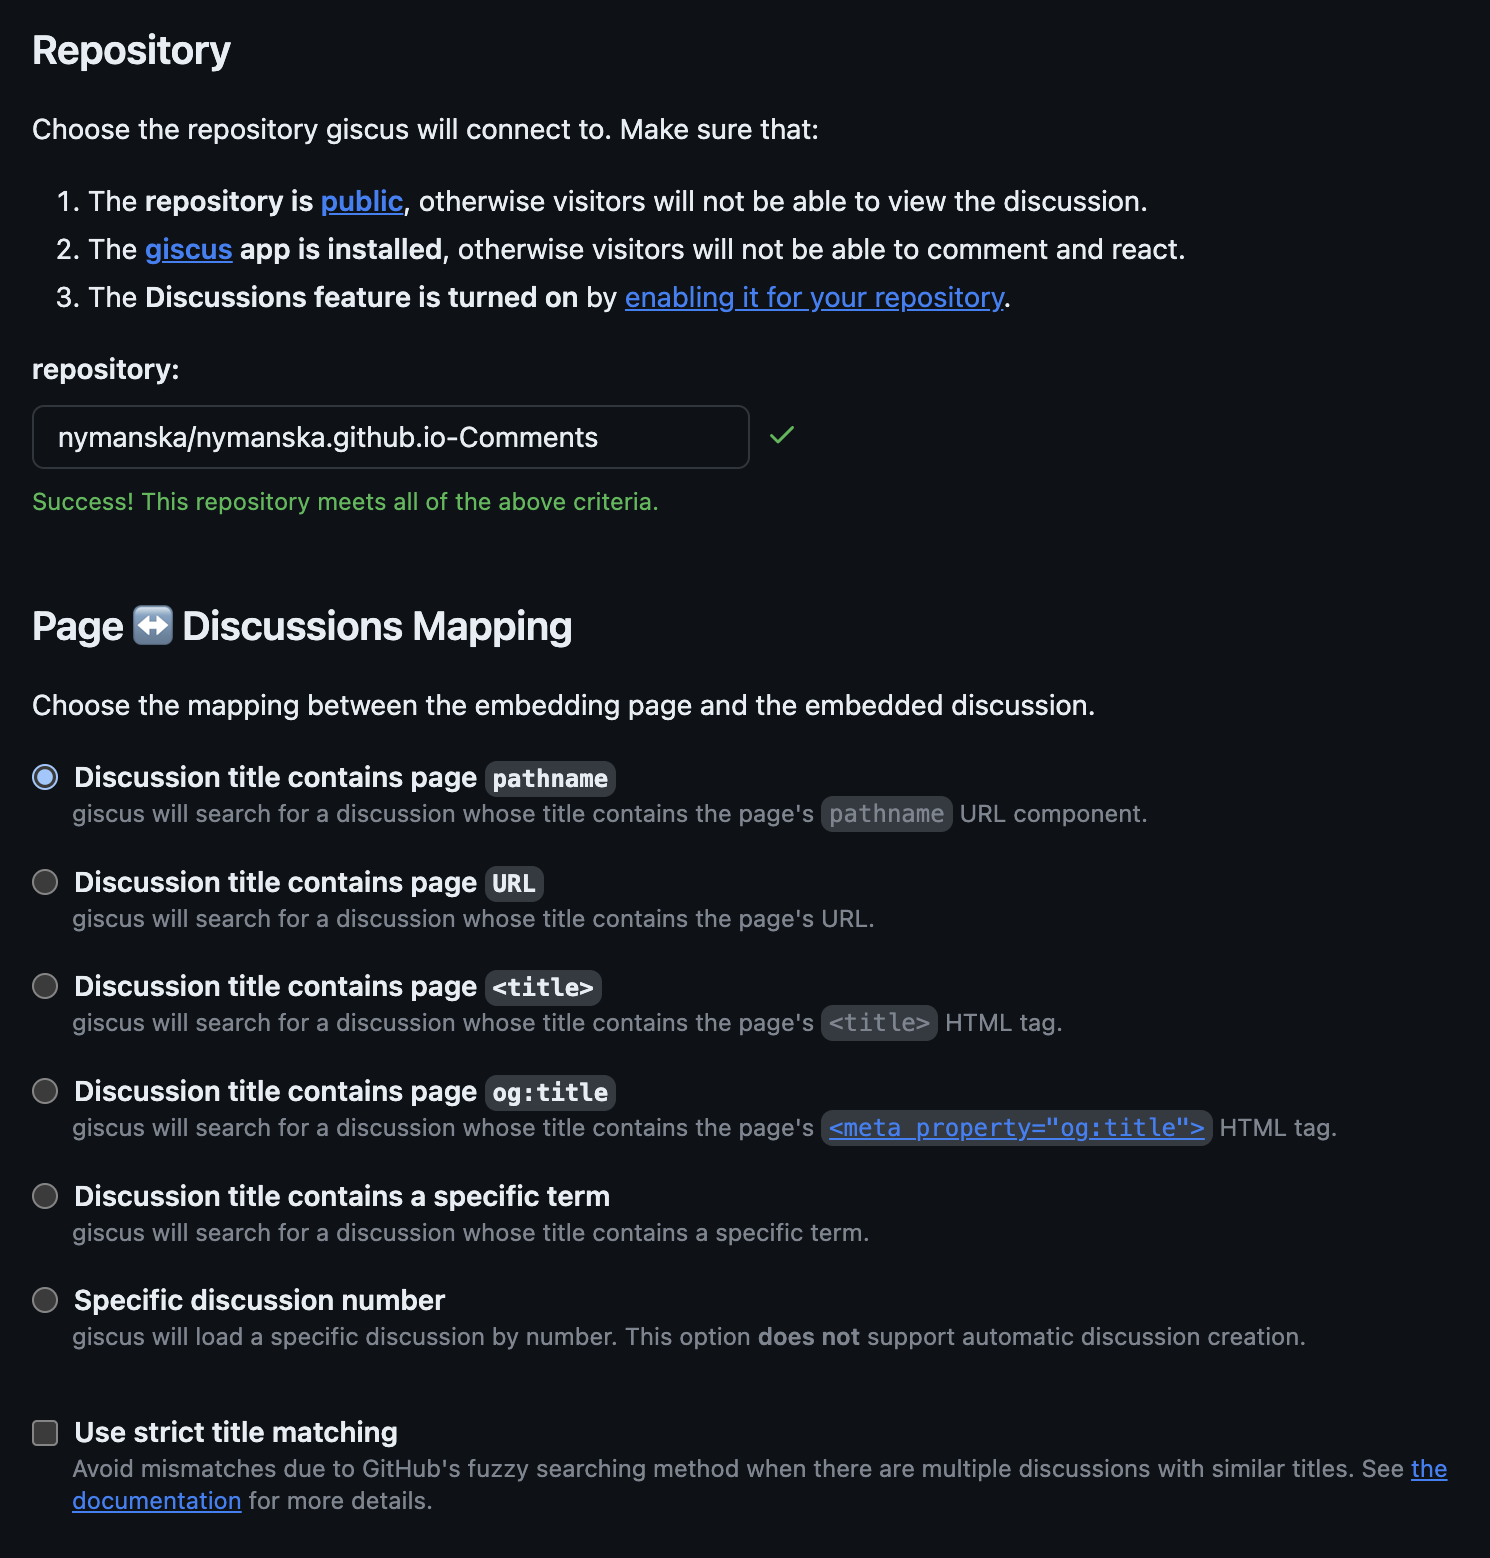 Repository
Choose the repository giscus will connect to. Make sure that:
1. The repository is public, otherwise visitors will not be able to view the discussion.
2. The giscus app is installed, otherwise visitors will not be able to comment and react.
3. The Discussions feature is turned on by enabling it for your repository.
repository:
nymanska/nymanska.github.io-Comments
Success! This repository meets all of the above criteria.
Page ↔️ Discussions Mapping
Choose the mapping between the embedding page and the embedded discussion.
Discussion title contains page pathname
giscus will search for a discussion whose title contains the page's pathname URL component.
Discussion title contains page URL
giscus will search for a discussion whose title contains the page's URL.
Discussion title contains page <title>
giscus will search for a discussion whose title contains the page's <title> HTML tag.
Discussion title contains page og:title
giscus will search for a discussion whose title contains the page's <meta property="og:title"> HTML tag.
Discussion title contains a specific term
giscus will search for a discussion whose title contains a specific term.
Specific discussion number
giscus will load a specific discussion by number. This option does not support automatic discussion creation.
Use strict title matching
Avoid mismatches due to GitHub's fuzzy searching method when there are multiple discussions with similar titles. See the
documentation for more details.